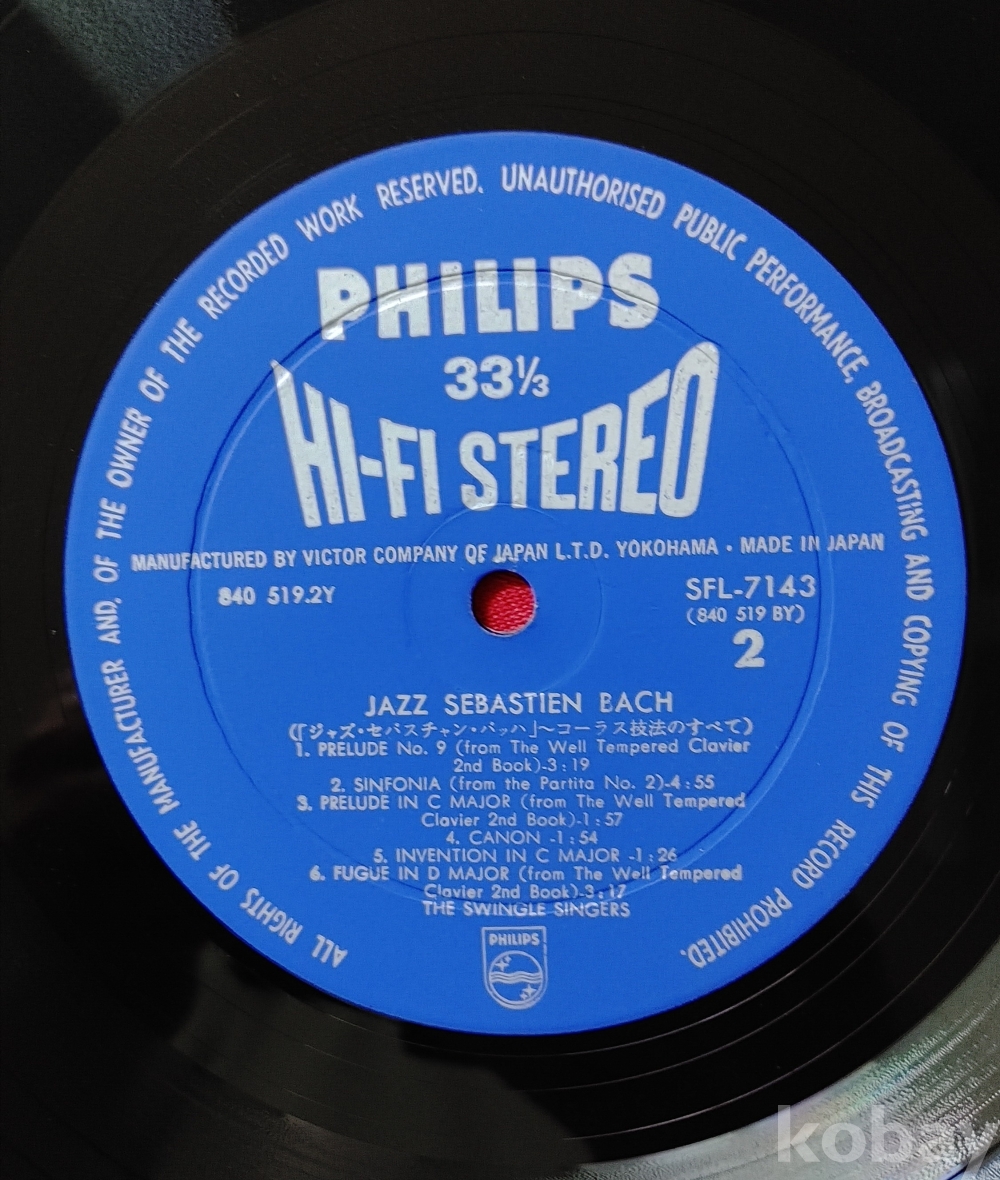 ALL RIGHTS OF THE MANUFACTURER AND, OF THE OWNER OF THE RECORDED WORK RESERVED. UNAUTHORISED PUBLIC PERFORMANCE, BROADCASTING AND COPYING OF THIS RECORD PROHIBITED.
PHILIPS
33⅓
HI-FI STEREO
MANUFACTURED BY VICTOR COMPANY OF JAPAN L.T.D. YOKOHAMA • MADE IN JAPAN
840 519.2Y
SFL-7143
(840 519 BY)
2
JAZZ SEBASTIEN BACH
(「ジャズ・セバスチャン・バッハ」~コーラス技法のすべて)
1. PRELUDE No. 9 (from The Well Tempered Clavier
2nd Book)-3:19
2. SINFONIA (from the Partita No. 2)-4:55
3. PRELUDE IN C MAJOR (from The Well Tempered
Clavier 2nd Book)-1:57
4. CANON -1:54
5. INVENTION IN C MAJOR -1:26
6. FUGUE IN D MAJOR (from The Well Tempered
Clavier 2nd Book)-3:17
THE SWINGLE SINGERS
PHILIPS
kobay